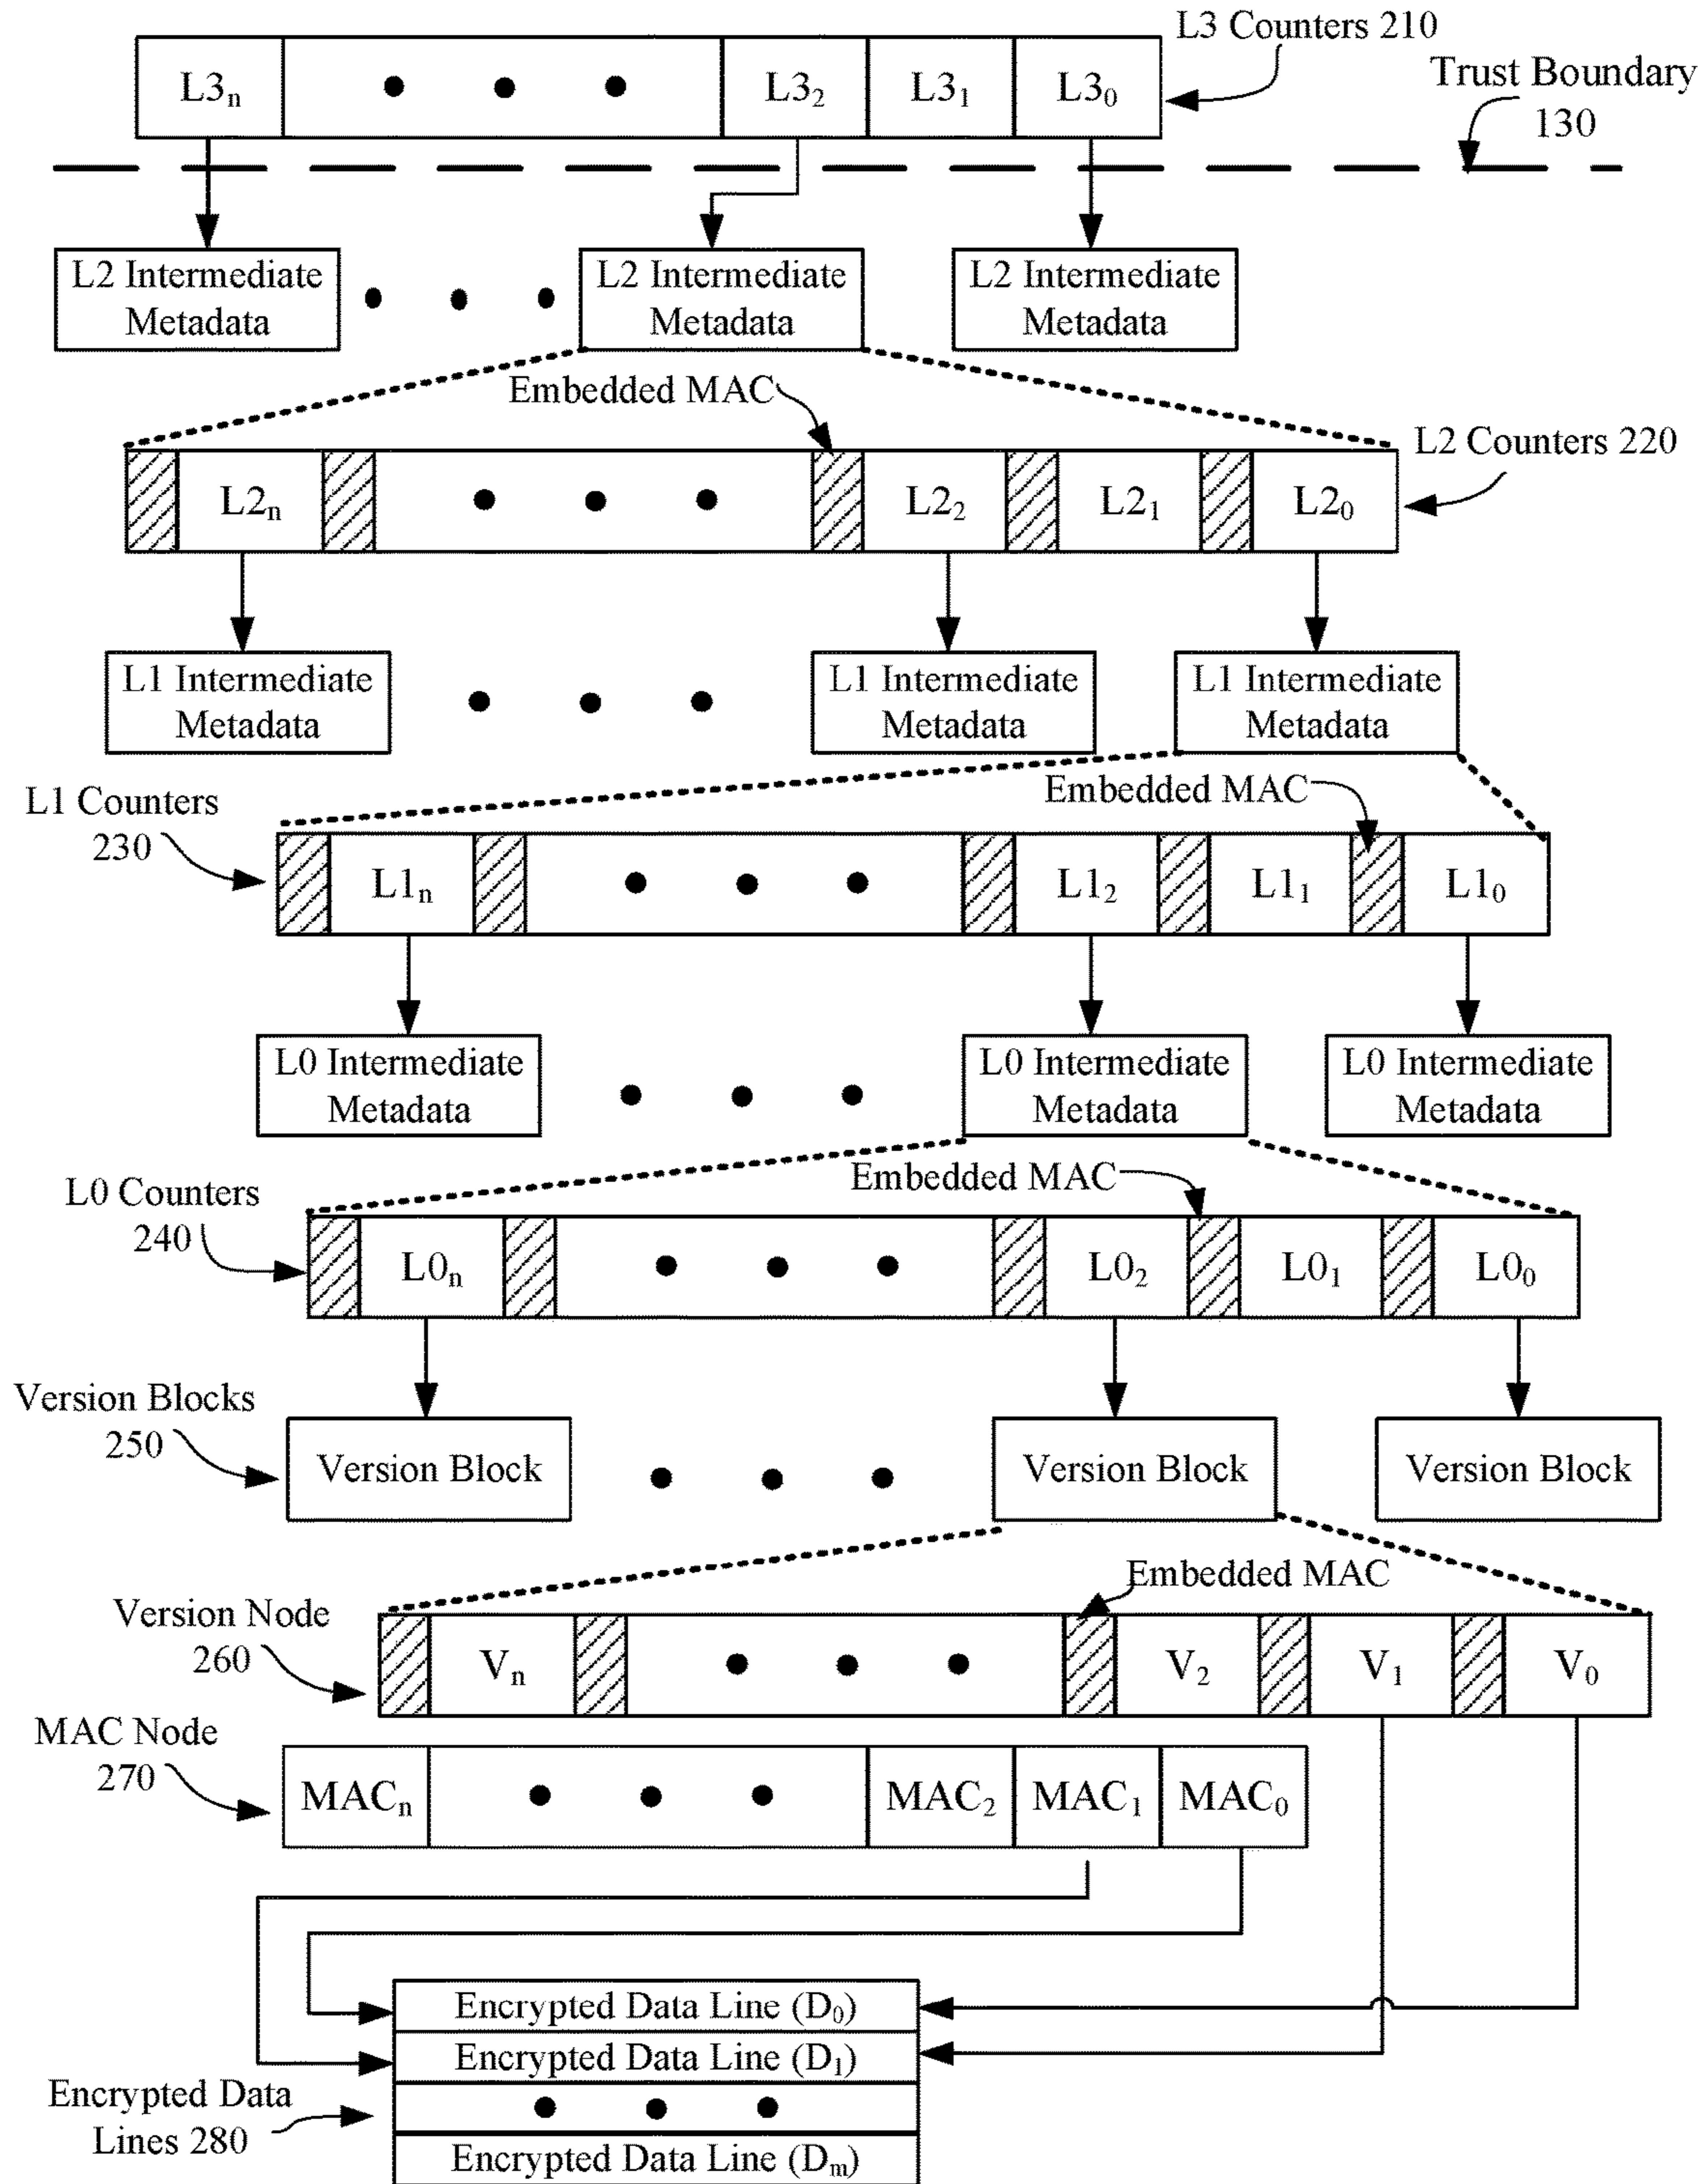 L3 Counters 210
L3n L32 L31 L30
Trust Boundary
130
L2 Intermediate
Metadata
L2 Intermediate
Metadata
L2 Intermediate
Metadata
Embedded MAC
L2 Counters 220
L2n L22 L21 L20
L1 Intermediate
Metadata
L1 Intermediate
Metadata
L1 Intermediate
Metadata
Embedded MAC
L1 Counters
230
L1n L12 L11 L10
L0 Intermediate
Metadata
L0 Intermediate
Metadata
L0 Intermediate
Metadata
Embedded MAC
L0 Counters
240
L0n L02 L01 L00
Version Blocks
250
Version Block
Version Block
Version Block
Embedded MAC
Version Node
260
Vn V2 V1 V0
MAC Node
270
MACn MAC2 MAC1 MAC0
Encrypted Data Line (D0)
Encrypted Data Line (D1)
Encrypted Data
Lines 280
Encrypted Data Line (Dm)